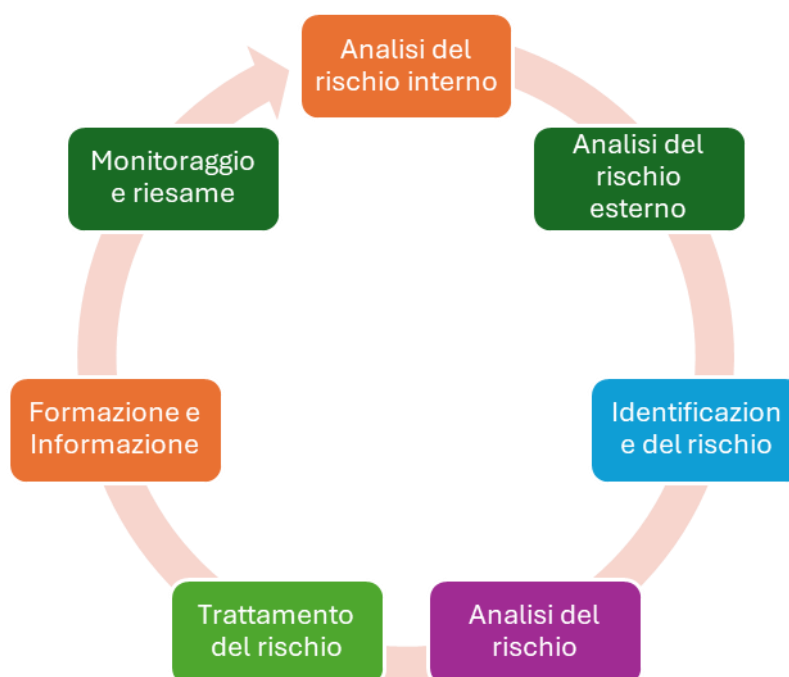 Analisi del
rischio interno
Analisi del
rischio
esterno
Identificazion
e del rischio
Analisi del
rischio
Trattamento
del rischio
Formazione e
Informazione
Monitoraggio
e riesame